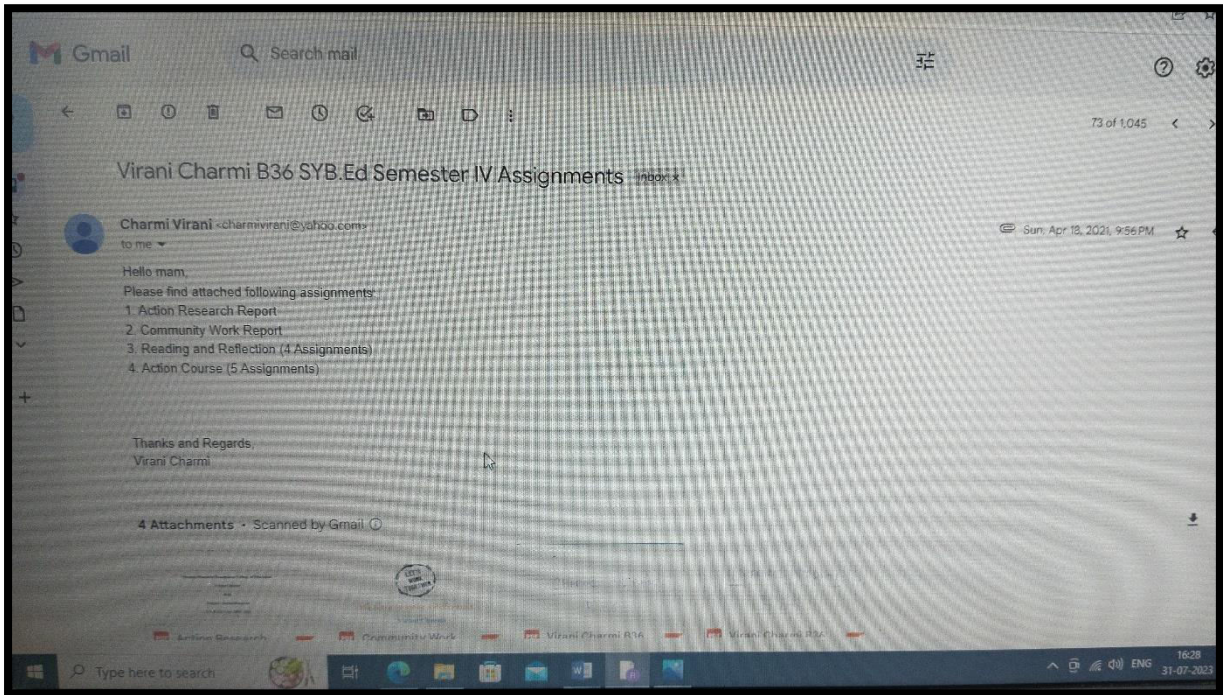 Gmail
Search mail
73 of 1,045
Virani Charmi B36 SYB.Ed Semester IV Assignments Inbox x
Charmi Virani <charmivirani@yahoo.com>
Sun, Apr 18, 2021, 9:56 PM
to me
Hello mam,
Please find attached following assignments:
1. Action Research Report
2. Community Work Report
3. Reading and Reflection (4 Assignments)
4. Action Course (5 Assignments)
Thanks and Regards,
Virani Charmi
4 Attachments • Scanned by Gmail
LET'S
WORK
TOGETHER
Action Research
Community Work
Virani Charmi B36
Virani Charmi B36
Type here to search
ENG
16:28
31-07-2023